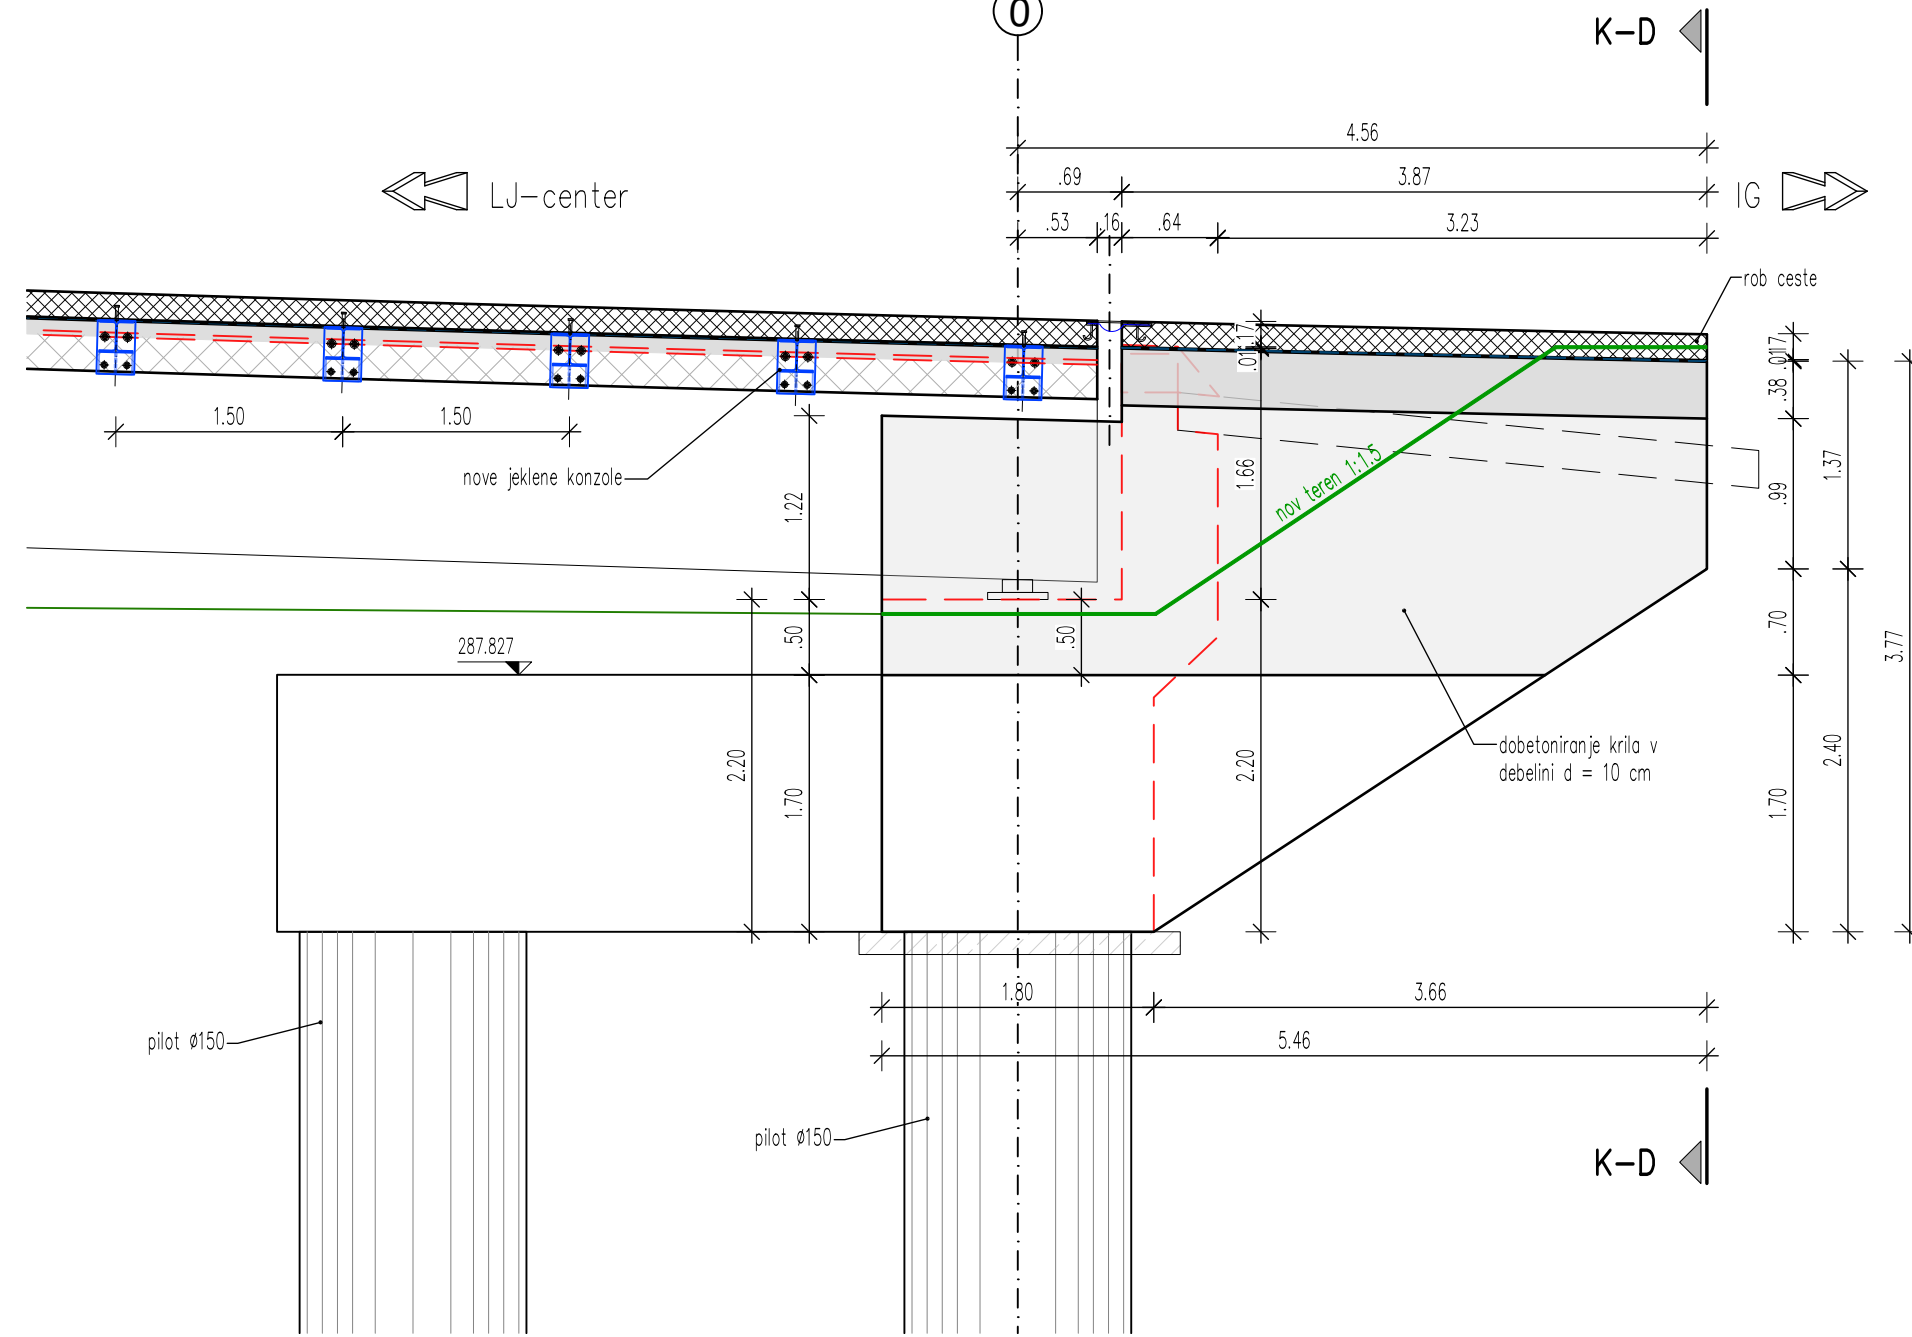 0
K-D
4.56
LJ-center
.69
3.87
IG
.53
.16
.64
3.23
rob ceste
.01
.17
.017
.38
1.50
1.50
nove jeklene konzole
1.22
1.66
nov teren 1:1.5
.99
1.37
287.827
.50
.50
.70
3.77
2.20
1.70
2.20
dobetoniranje krila v
debelini d = 10 cm
2.40
1.70
1.80
3.66
5.46
pilot ø150
pilot ø150
K-D